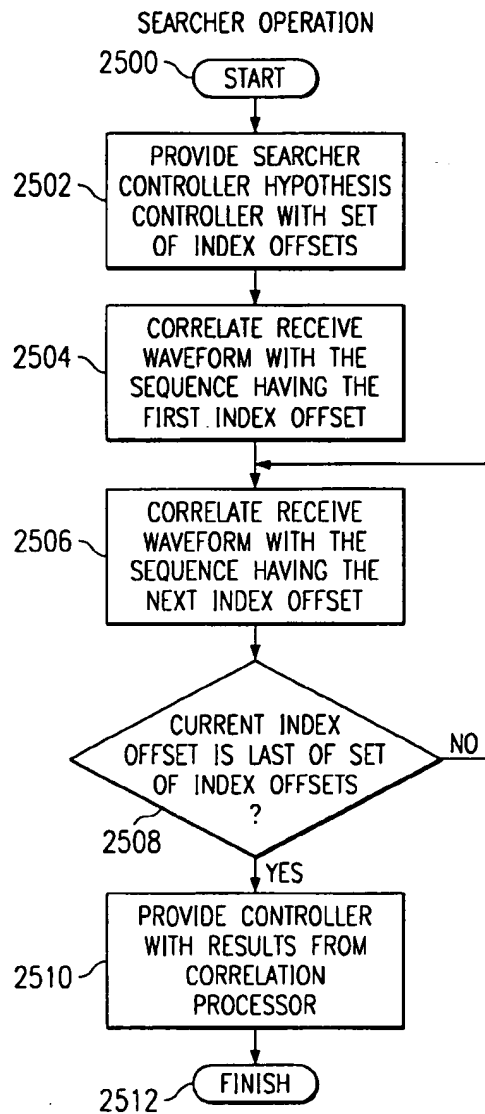 SEARCHER OPERATION
2500
START
2502
PROVIDE SEARCHER
CONTROLLER HYPOTHESIS
CONTROLLER WITH SET
OF INDEX OFFSETS
2504
CORRELATE RECEIVE
WAVEFORM WITH THE
SEQUENCE HAVING THE
FIRST INDEX OFFSET
2506
CORRELATE RECEIVE
WAVEFORM WITH THE
SEQUENCE HAVING THE
NEXT INDEX OFFSET
CURRENT INDEX
OFFSET IS LAST OF SET
OF INDEX OFFSETS
?
NO
2508
YES
2510
PROVIDE CONTROLLER
WITH RESULTS FROM
CORRELATION
PROCESSOR
2512
FINISH